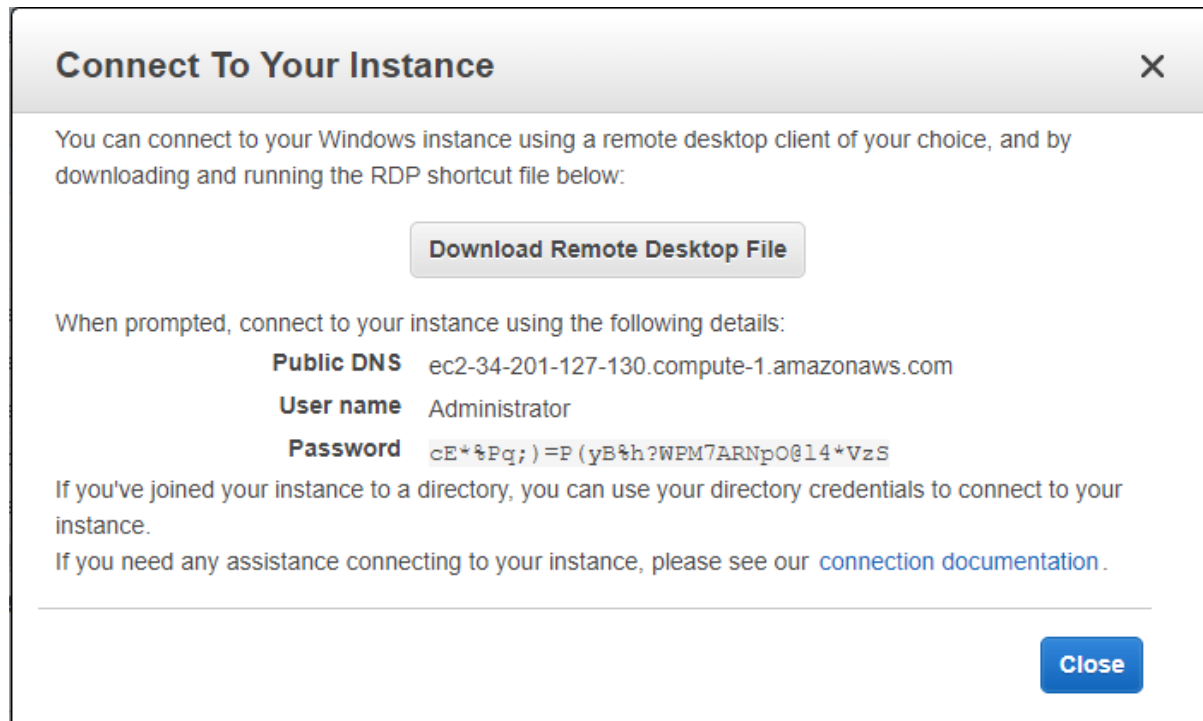 Connect To Your Instance
You can connect to your Windows instance using a remote desktop client of your choice, and by
downloading and running the RDP shortcut file below:
Download Remote Desktop File
When prompted, connect to your instance using the following details:
Public DNS ec2-34-201-127-130.compute-1.amazonaws.com
User name Administrator
Password cE*%Pq;)=P(yB%h?WPM7ARNpO@l4*VzS
If you've joined your instance to a directory, you can use your directory credentials to connect to your
instance.
If you need any assistance connecting to your instance, please see our connection documentation.
Close